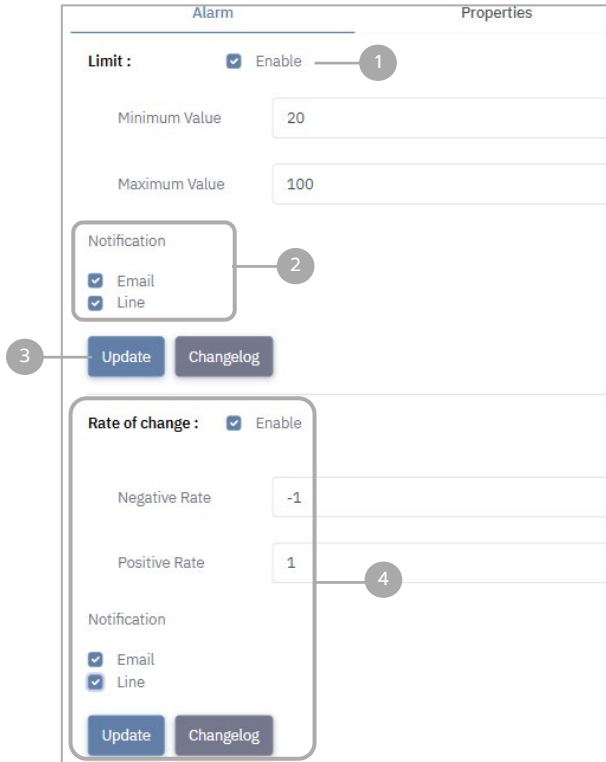 Alarm Properties
Limit : Enable 1
Minimum Value 20
Maximum Value 100
Notification
2
Email
Line
3 Update Changelog
Rate of change : Enable
Negative Rate -1
Positive Rate 1
4
Notification
Email
Line
Update Changelog